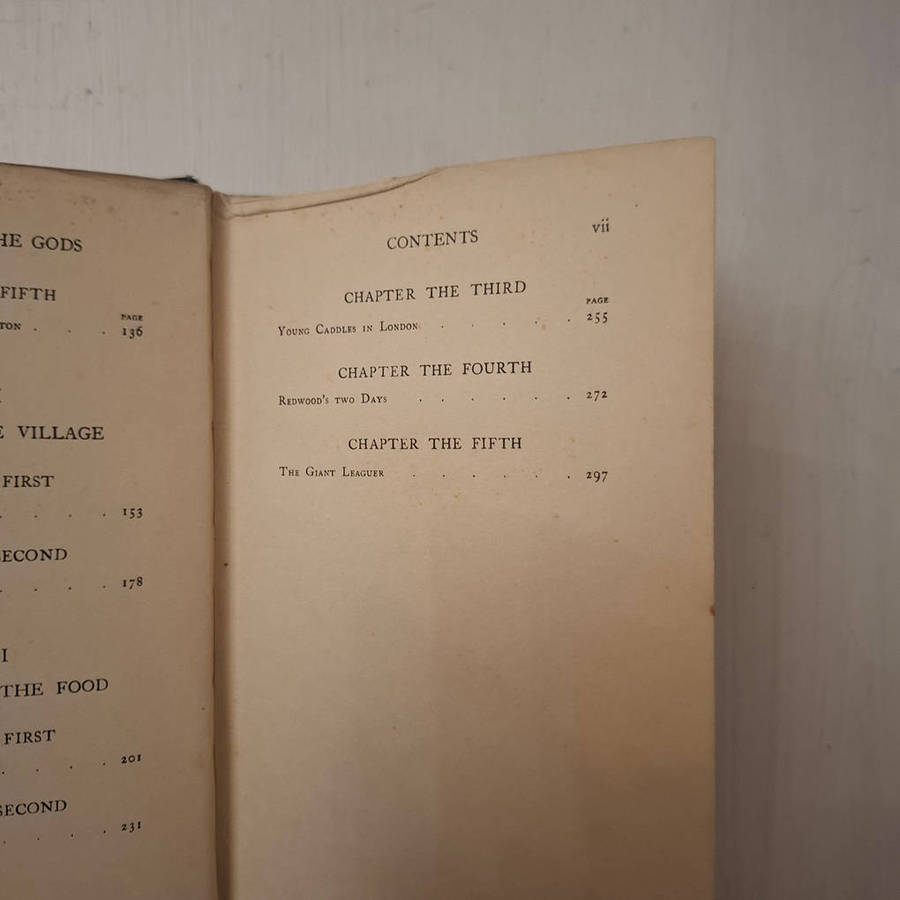 HE GODS
FIFTH
PAGE
TON . . . 136
E VILLAGE
FIRST
. . . . 153
ECOND
. . . . 178
I
THE FOOD
FIRST
. . . . 201
SECOND
. . . . 231
CONTENTS vii
CHAPTER THE THIRD
PAGE
Young Caddles in London . . . . . 255
CHAPTER THE FOURTH
Redwood's two Days . . . . . . 272
CHAPTER THE FIFTH
The Giant Leaguer . . . . . . 297